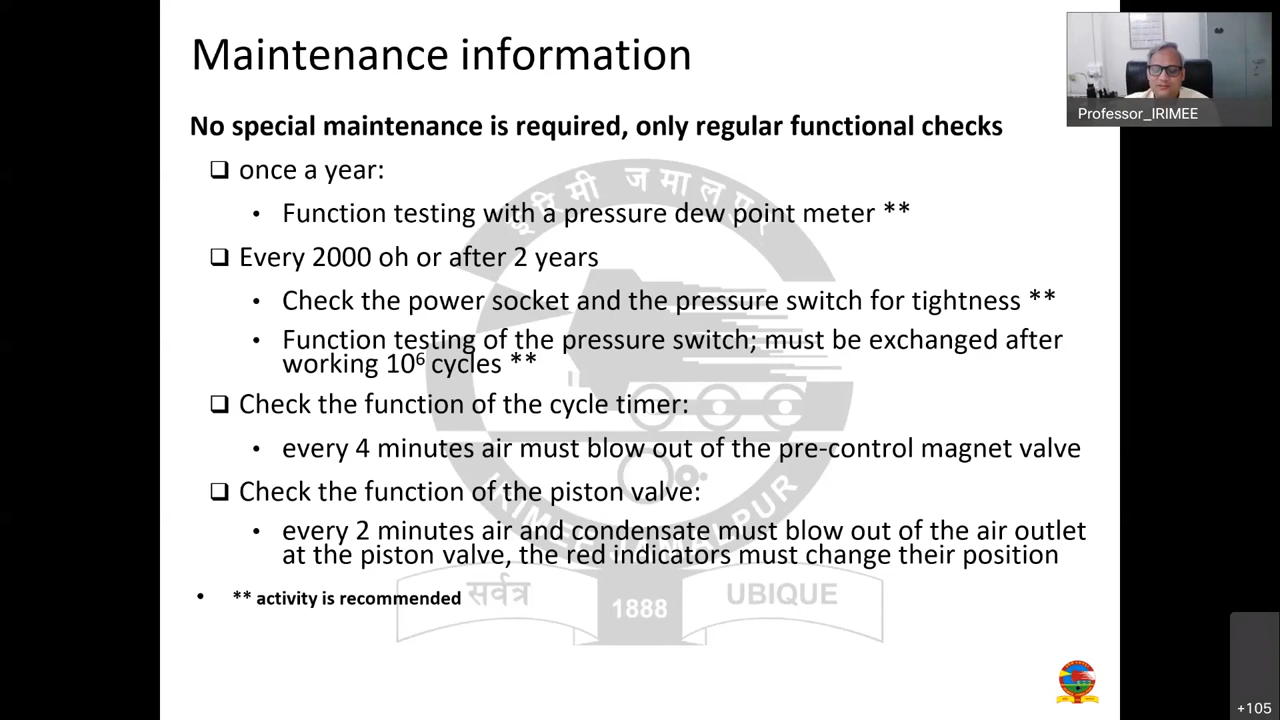 Maintenance information
Professor_IRIMEE
No special maintenance is required, only regular functional checks
❑ once a year:
• Function testing with a pressure dew point meter **
❑ Every 2000 oh or after 2 years
• Check the power socket and the pressure switch for tightness **
• Function testing of the pressure switch; must be exchanged after
working 10⁶ cycles **
❑ Check the function of the cycle timer:
• every 4 minutes air must blow out of the pre-control magnet valve
❑ Check the function of the piston valve:
• every 2 minutes air and condensate must blow out of the air outlet
at the piston valve, the red indicators must change their position
• ** activity is recommended
इरिमी जमालपुर
IRIMEE JAMALPUR
सर्वत्र
1888
UBIQUE
+105